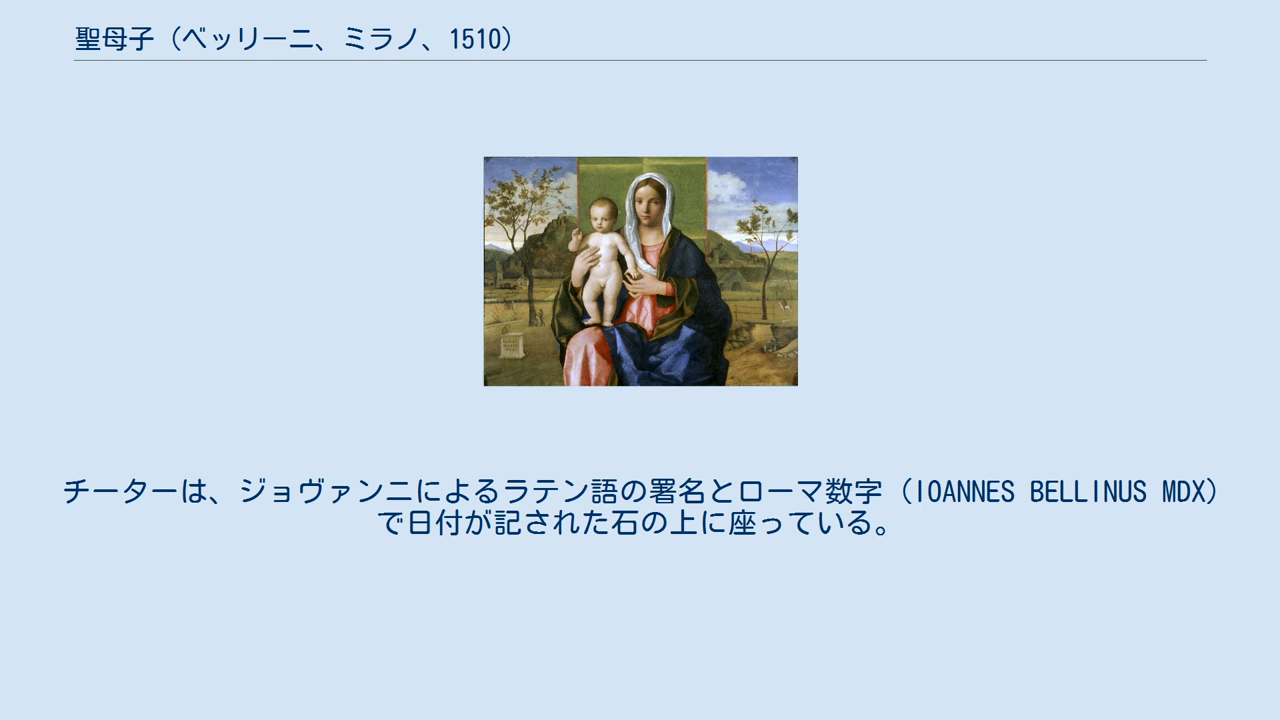 聖母子（ベッリーニ、ミラノ、1510）
チーターは、ジョヴァンニによるラテン語の署名とローマ数字（IOANNES BELLINUS MDX）
で日付が記された石の上に座っている。